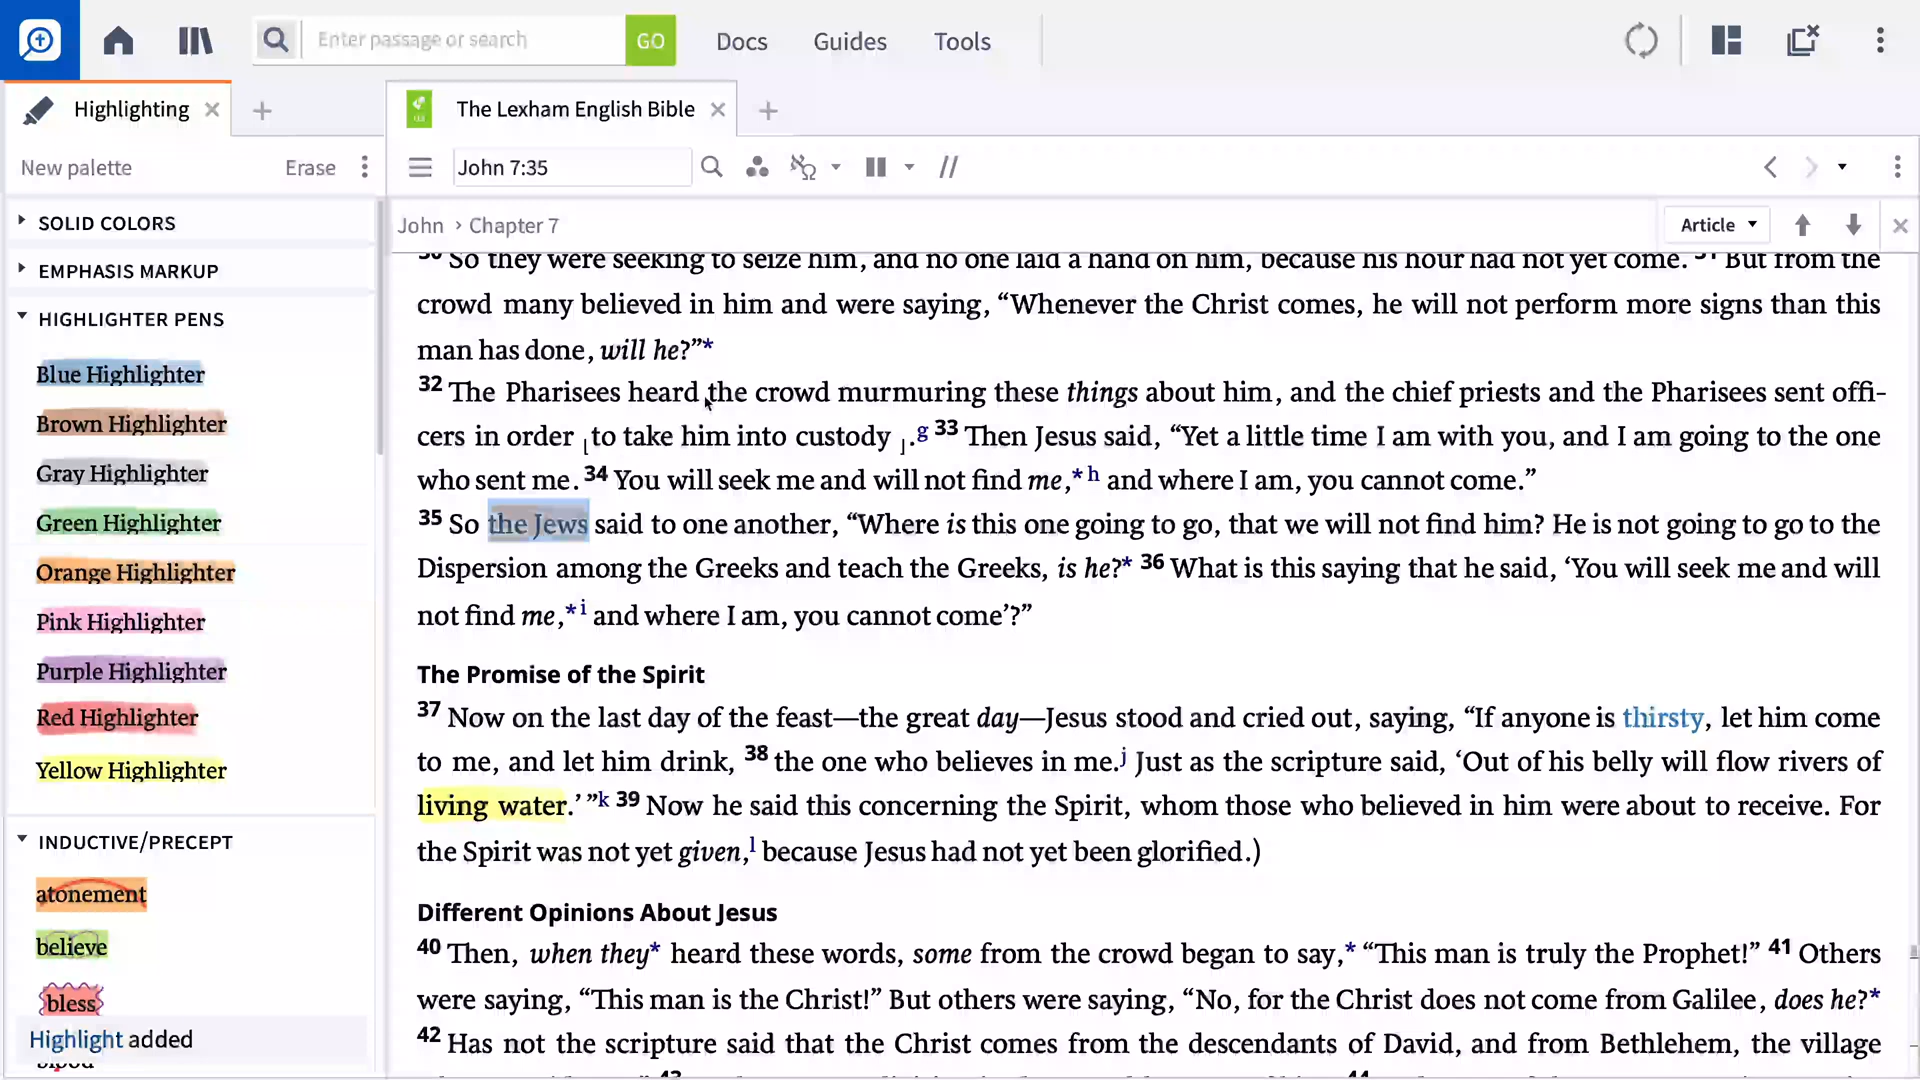 Enter passage or search
GO
Docs
Guides
Tools
Highlighting
The Lexham English Bible
New palette
Erase
John 7:35
SOLID COLORS
John › Chapter 7
Article
EMPHASIS MARKUP
HIGHLIGHTER PENS
Blue Highlighter
Brown Highlighter
Gray Highlighter
Green Highlighter
Orange Highlighter
Pink Highlighter
Purple Highlighter
Red Highlighter
Yellow Highlighter
INDUCTIVE/PRECEPT
atonement
believe
bless
Highlight added
30 So they were seeking to seize him, and no one laid a hand on him, because his hour had not yet come. 31 But from the
crowd many believed in him and were saying, “Whenever the Christ comes, he will not perform more signs than this
man has done, will he?”*
32 The Pharisees heard the crowd murmuring these things about him, and the chief priests and the Pharisees sent offi-
cers in order ⌊to take him into custody⌋.g 33 Then Jesus said, “Yet a little time I am with you, and I am going to the one
who sent me. 34 You will seek me and will not find me,* h and where I am, you cannot come.”
35 So the Jews said to one another, “Where is this one going to go, that we will not find him? He is not going to go to the
Dispersion among the Greeks and teach the Greeks, is he?* 36 What is this saying that he said, ‘You will seek me and will
not find me,* i and where I am, you cannot come’?”
The Promise of the Spirit
37 Now on the last day of the feast—the great day—Jesus stood and cried out, saying, “If anyone is thirsty, let him come
to me, and let him drink, 38 the one who believes in me.j Just as the scripture said, ‘Out of his belly will flow rivers of
living water.’ ”k 39 Now he said this concerning the Spirit, whom those who believed in him were about to receive. For
the Spirit was not yet given,l because Jesus had not yet been glorified.)
Different Opinions About Jesus
40 Then, when they* heard these words, some from the crowd began to say,* “This man is truly the Prophet!” 41 Others
were saying, “This man is the Christ!” But others were saying, “No, for the Christ does not come from Galilee, does he?*
42 Has not the scripture said that the Christ comes from the descendants of David, and from Bethlehem, the village